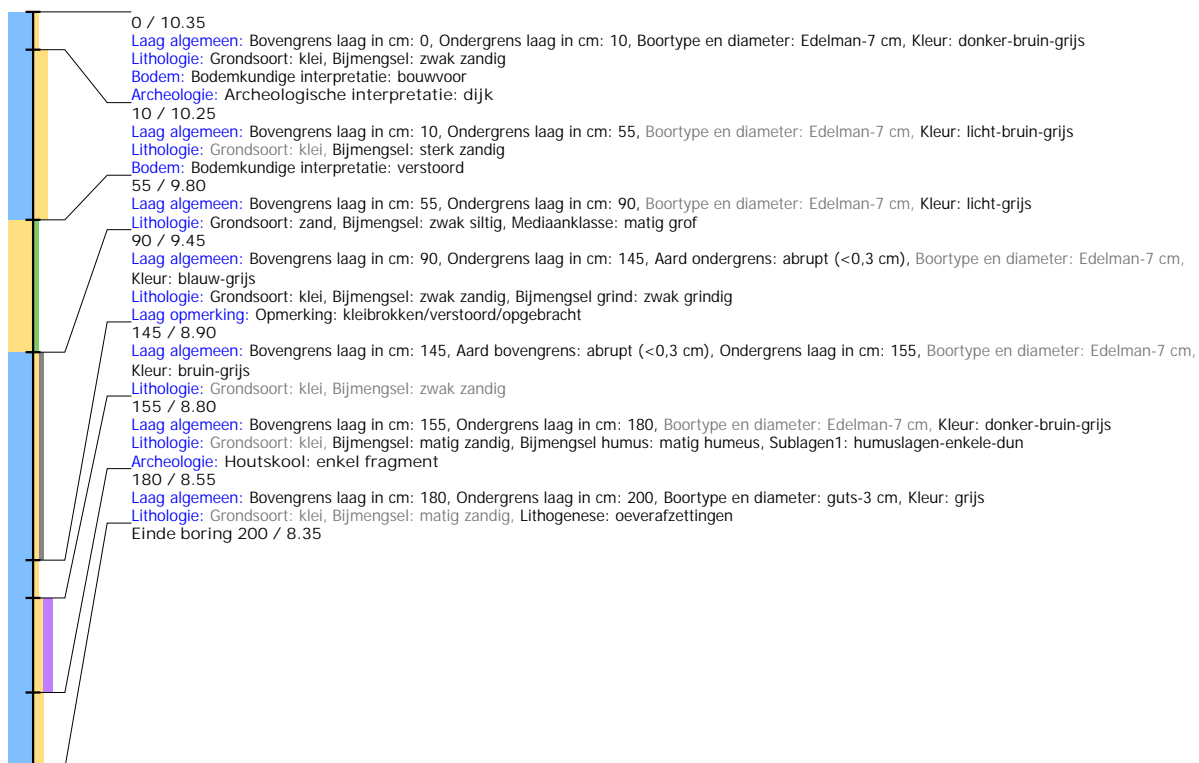 0 / 10.35
Laag algemeen: Bovengrens laag in cm: 0, Ondergrens laag in cm: 10, Boortype en diameter: Edelman-7 cm, Kleur: donker-bruin-grijs
Lithologie: Grondsoort: klei, Bijmengsel: zwak zandig
Bodem: Bodemkundige interpretatie: bouwvoor
Archeologie: Archeologische interpretatie: dijk
10 / 10.25
Laag algemeen: Bovengrens laag in cm: 10, Ondergrens laag in cm: 55, Boortype en diameter: Edelman-7 cm, Kleur: licht-bruin-grijs
Lithologie: Grondsoort: klei, Bijmengsel: sterk zandig
Bodem: Bodemkundige interpretatie: verstoord
55 / 9.80
Laag algemeen: Bovengrens laag in cm: 55, Ondergrens laag in cm: 90, Boortype en diameter: Edelman-7 cm, Kleur: licht-grijs
Lithologie: Grondsoort: zand, Bijmengsel: zwak siltig, Mediaanklasse: matig grof
90 / 9.45
Laag algemeen: Bovengrens laag in cm: 90, Ondergrens laag in cm: 145, Aard ondergrens: abrupt (<0,3 cm), Boortype en diameter: Edelman-7 cm,
Kleur: blauw-grijs
Lithologie: Grondsoort: klei, Bijmengsel: zwak zandig, Bijmengsel grind: zwak grindig
Laag opmerking: Opmerking: kleibrokken/verstoord/opgebracht
145 / 8.90
Laag algemeen: Bovengrens laag in cm: 145, Aard bovengrens: abrupt (<0,3 cm), Ondergrens laag in cm: 155, Boortype en diameter: Edelman-7 cm,
Kleur: bruin-grijs
Lithologie: Grondsoort: klei, Bijmengsel: zwak zandig
155 / 8.80
Laag algemeen: Bovengrens laag in cm: 155, Ondergrens laag in cm: 180, Boortype en diameter: Edelman-7 cm, Kleur: donker-bruin-grijs
Lithologie: Grondsoort: klei, Bijmengsel: matig zandig, Bijmengsel humus: matig humeus, Sublagen1: humuslagen-enkele-dun
Archeologie: Houtskool: enkel fragment
180 / 8.55
Laag algemeen: Bovengrens laag in cm: 180, Ondergrens laag in cm: 200, Boortype en diameter: guts-3 cm, Kleur: grijs
Lithologie: Grondsoort: klei, Bijmengsel: matig zandig, Lithogenese: oeverafzettingen
Einde boring 200 / 8.35